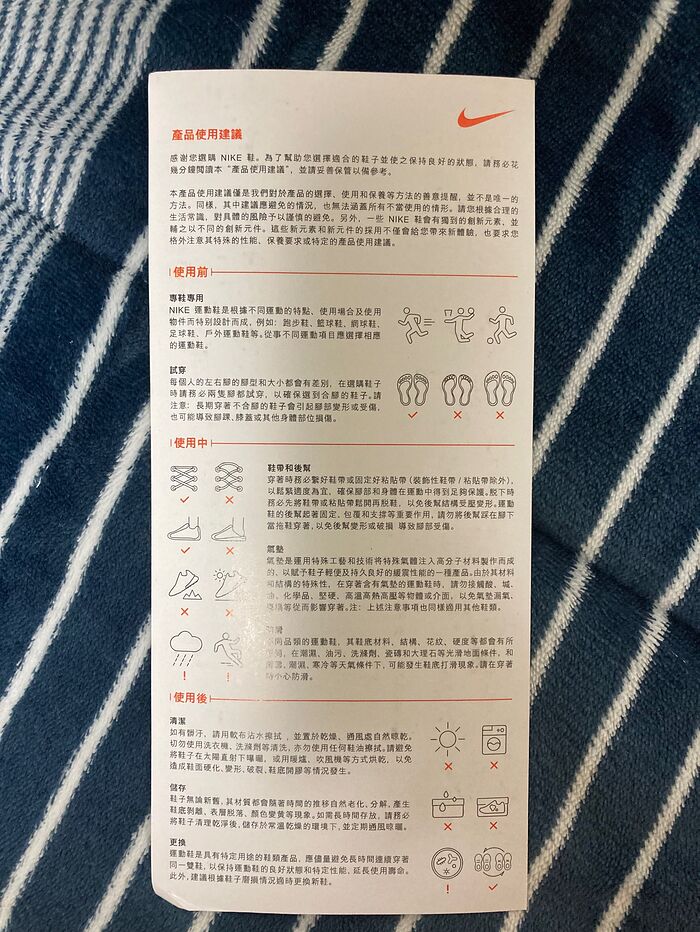 產品使用建議
感谢您選購 NIKE 鞋。為了幫助您選擇適合的鞋子並使之保持良好的狀態，請務必花
幾分鐘閱讀本“產品使用建議”，並請妥善保管以備參考。
本產品使用建議僅是我們對於產品的選擇、使用和保養等方法的善意提醒，並不是唯一的
方法。同樣，其中建議應避免的情況，也無法涵蓋所有不當使用的情形。請您根據合理的
生活常識，對具體的風險予以謹慎的避免。另外，一些 NIKE 鞋會有獨到的創新元素，並
輔之以不同的創新元件。這些新元素和新元件的採用不僅會給您帶來新體驗，也要求您
格外注意其特殊的性能、保養要求或特定的產品使用建議。
使用前
專鞋專用
NIKE 運動鞋是根據不同運動的特點、使用場合及使用
物件而特別設計而成，例如：跑步鞋、籃球鞋、網球鞋、
足球鞋、戶外運動鞋等。從事不同運動項目應選擇相應
的運動鞋。
試穿
每個人的左右腳的腳型和大小都會有差別，在選購鞋子
時請務必兩隻腳都試穿，以確保選到合腳的鞋子。請
注意：長期穿著不合腳的鞋子會引起腳部變形或受傷，
也可能導致腳踝、膝蓋或其他身體部位損傷。
使用中
鞋帶和後幫
穿著時務必繫好鞋帶或固定好粘貼帶（裝飾性鞋帶 / 粘貼帶除外），
以鬆緊適度為宜，確保腳部和身體在運動中得到足夠保護。脫下時
務必先將鞋帶或粘貼帶鬆開再脫鞋，以免後幫結構受壓變形。運動
鞋的後幫起著固定、包覆和支撐等重要作用，請勿將後幫踩在腳下
當拖鞋穿著，以免後幫變形或破損 導致腳部受傷。
氣墊
氣墊是運用特殊工藝和技術將特殊氣體注入高分子材料製作而成
的、以賦予鞋子輕便及持久良好的緩震性能的一種產品。由於其材料
和結構的特殊性，在穿著含有氣墊的運動鞋時，請勿接觸酸、堿、
油、化學品、堅硬、高溫高熱高壓等物體或介面，以免氣墊漏氣、
損壞等從而影響穿著。注：上述注意事項也同樣適用其他鞋類。
防滑
不同品類的運動鞋，其鞋底材料、結構、花紋、硬度等都會有所
不同，在潮濕、油污、洗滌劑、瓷磚和大理石等光滑地面條件，和
雨雪、潮濕、寒冷等天氣條件下，可能發生鞋底打滑現象。請在穿著
時小心防滑。
使用後
清潔
如有髒汙，請用軟布沾水擦拭，並置於乾燥、通風處自然晾乾。
切勿使用洗衣機、洗滌劑等清洗，亦勿使用任何鞋油擦拭。請避免
將鞋子在太陽直射下曝曬，或用暖爐、吹風機等方式烘乾，以免
造成鞋面硬化、變形、破裂、鞋底開膠等情況發生。
儲存
鞋子無論新舊，其材質都會隨著時間的推移自然老化、分解，產生
鞋底剝離、表層脫落、顏色變黃等現象。如需長時間存放，請務必
將鞋子清理乾淨後，儲存於常溫乾燥的環境下，並定期通風晾曬。
更換
運動鞋是具有特定用途的鞋類產品，應儘量避免長時間連續穿著
同一雙鞋，以保持運動鞋的良好狀態和特定性能，延長使用壽命。
此外，建議根據鞋子磨損情況適時更換新鞋。